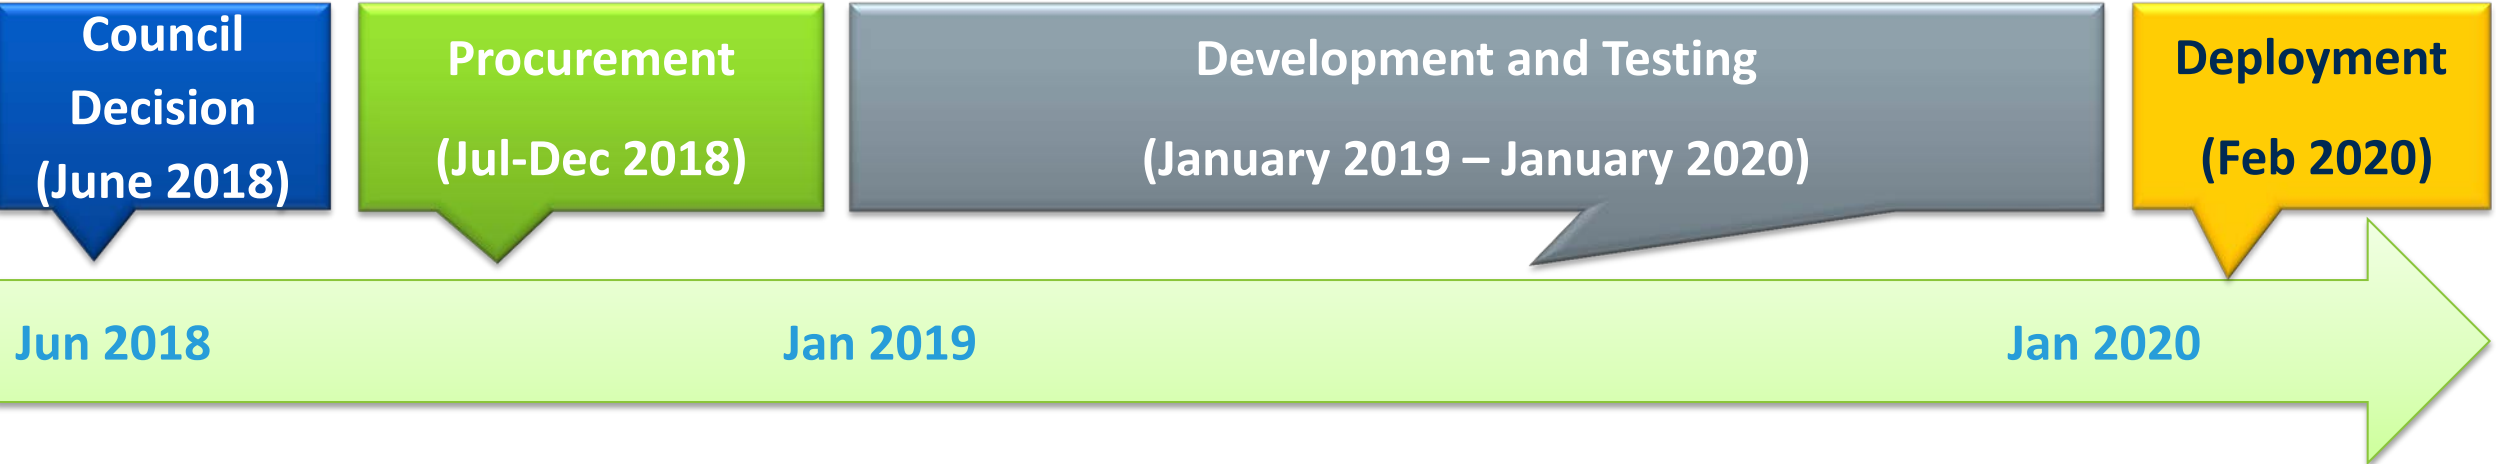 Council
Decision
(June 2018)
Procurement
(Jul-Dec 2018)
Development and Testing
(January 2019 — January 2020)
Deployment
(Feb 2020)
Jun 2018
Jan 2019
Jan 2020